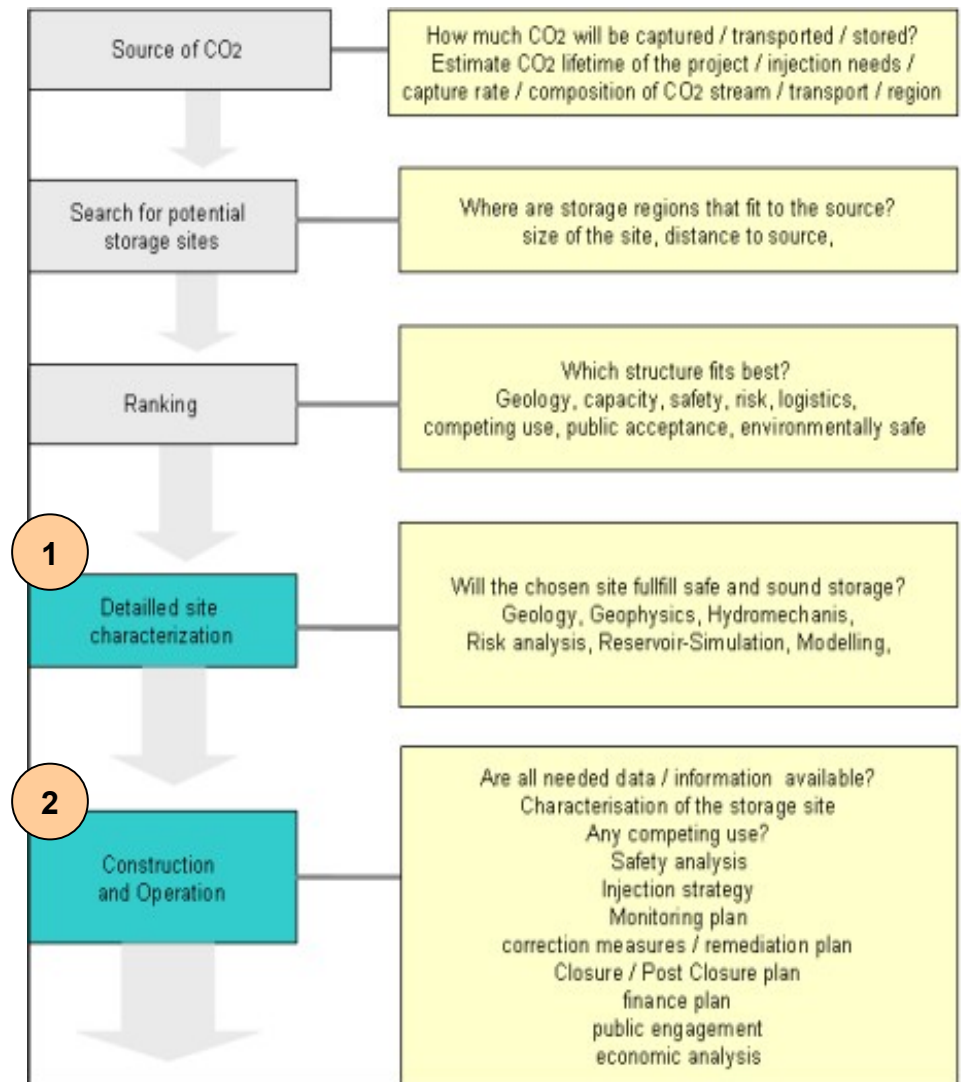 Source of CO2
How much CO2 will be captured / transported / stored?
Estimate CO2 lifetime of the project / injection needs /
capture rate / composition of CO2 stream / transport / region
Search for potential
storage sites
Where are storage regions that fit to the source?
size of the site, distance to source,
Ranking
Which structure fits best?
Geology, capacity, safety, risk, logistics,
competing use, public acceptance, environmentally safe
1
Detailled site
characterization
Will the chosen site fullfill safe and sound storage?
Geology, Geophysics, Hydromechanis,
Risk analysis, Reservoir-Simulation, Modelling,
2
Construction
and Operation
Are all needed data / information available?
Characterisation of the storage site
Any competing use?
Safety analysis
Injection strategy
Monitoring plan
correction measures / remediation plan
Closure / Post Closure plan
finance plan
public engagement
economic analysis